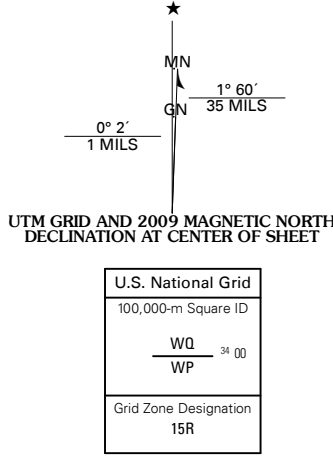 ★
MN
1° 60´
35 MILS
GN
0° 2´
1 MILS
UTM GRID AND 2009 MAGNETIC NORTH
DECLINATION AT CENTER OF SHEET
U.S. National Grid
100,000-m Square ID
WQ
34 00
WP
Grid Zone Designation
15R